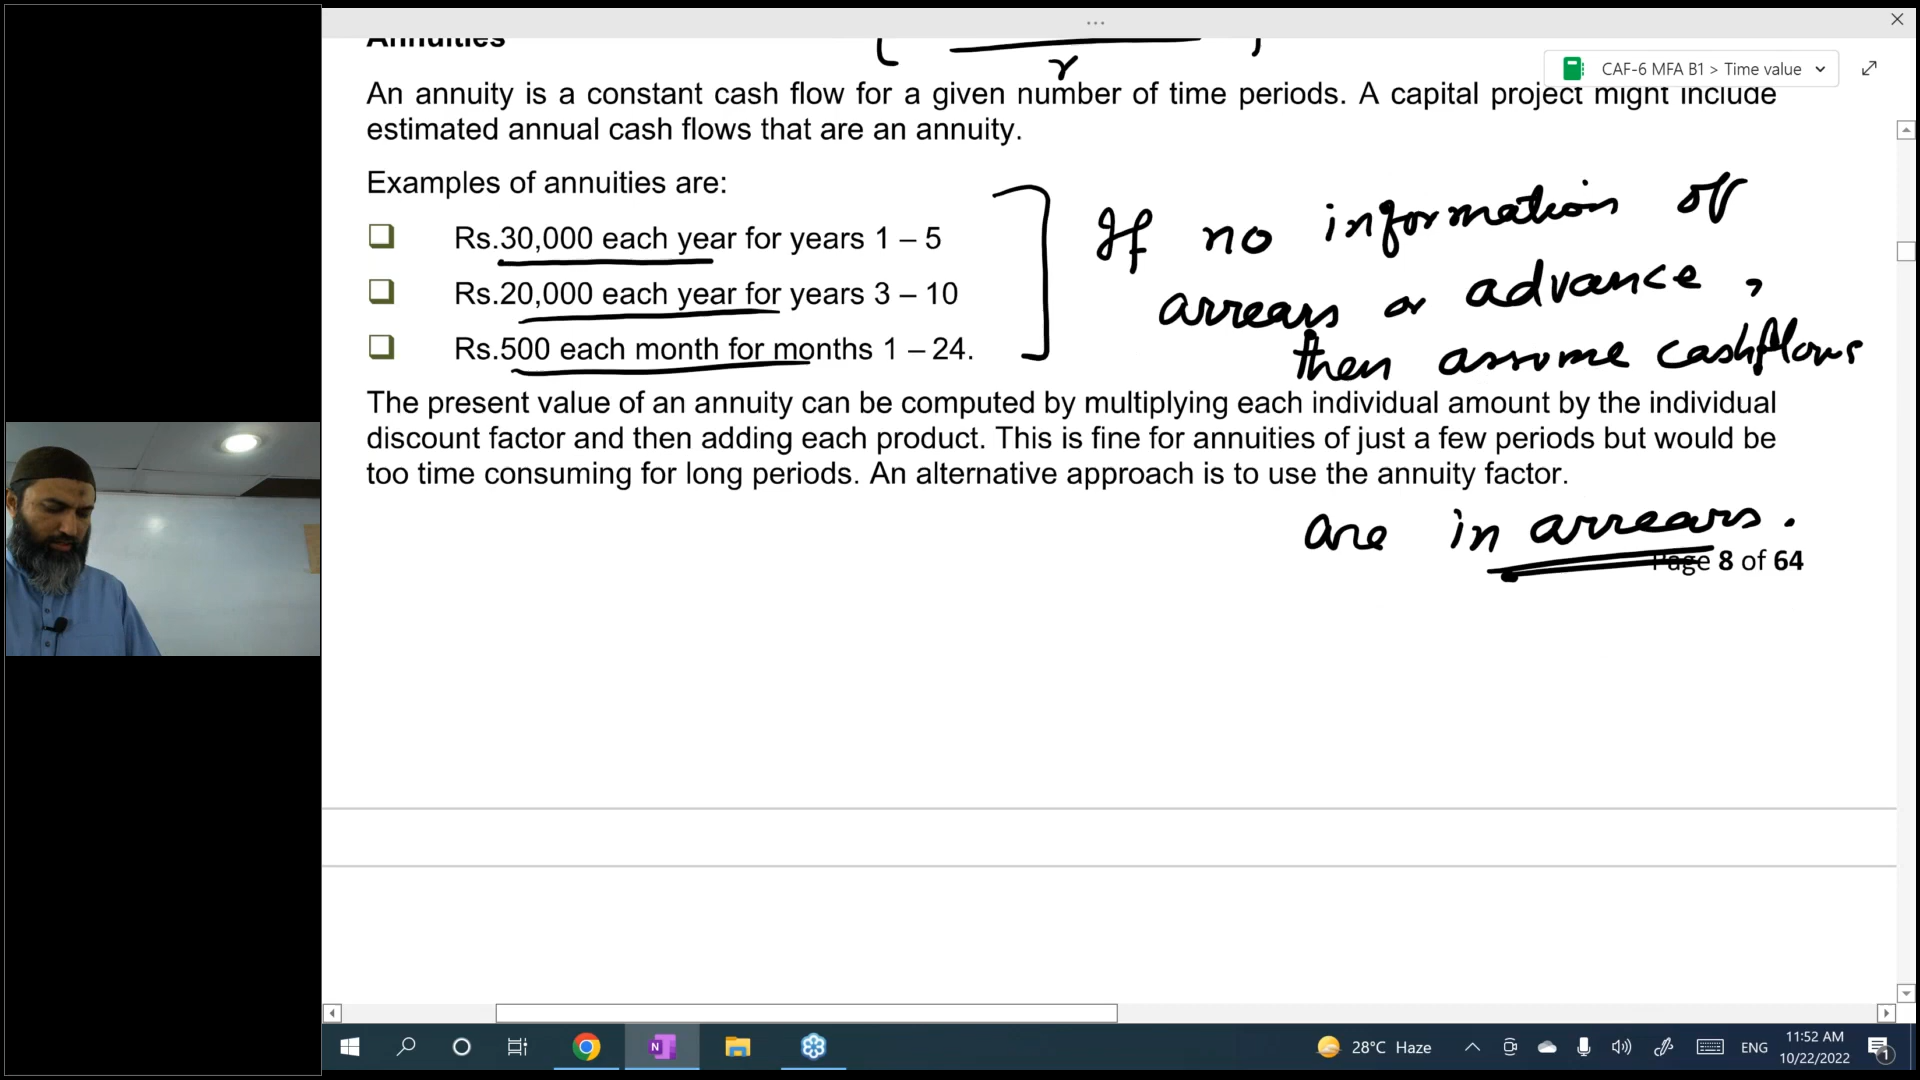 Annuities
r
CAF-6 MFA B1 > Time value
An annuity is a constant cash flow for a given number of time periods. A capital project might include
estimated annual cash flows that are an annuity.
Examples of annuities are:
Rs.30,000 each year for years 1 – 5
Rs.20,000 each year for years 3 – 10
Rs.500 each month for months 1 – 24.
If no information of
arrears or advance,
then assume cashflows
The present value of an annuity can be computed by multiplying each individual amount by the individual
discount factor and then adding each product. This is fine for annuities of just a few periods but would be
too time consuming for long periods. An alternative approach is to use the annuity factor.
are in arrears.
Page 8 of 64
28°C Haze
ENG
11:52 AM
10/22/2022
1